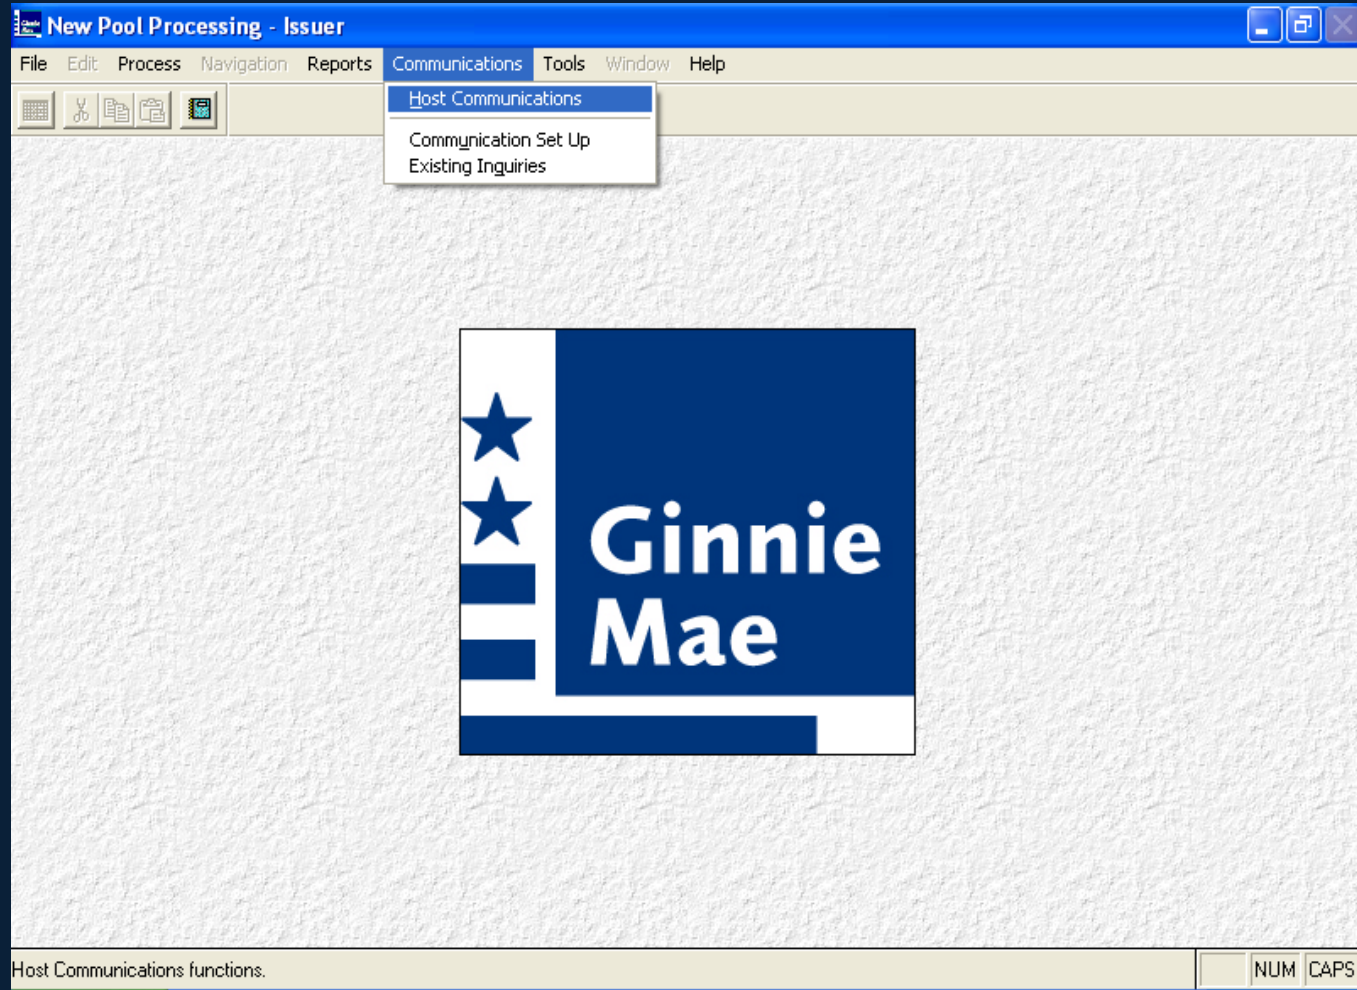 New Pool Processing - Issuer
File Edit Process Navigation Reports Communications Tools Window Help
Host Communications
Communication Set Up
Existing Inquiries
Ginnie
Mae
Host Communications functions.
NUM CAPS